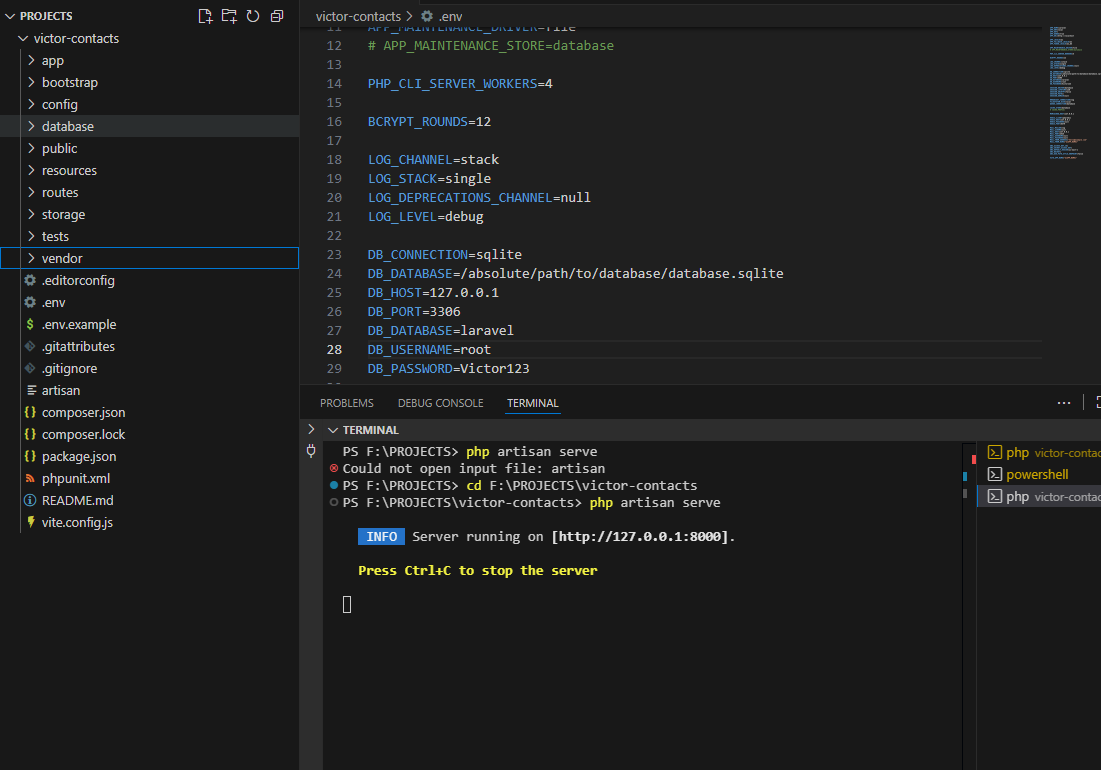 PROJECTS
victor-contacts
app
bootstrap
config
database
public
resources
routes
storage
tests
vendor
.editorconfig
.env
.env.example
.gitattributes
.gitignore
artisan
composer.json
composer.lock
package.json
phpunit.xml
README.md
vite.config.js
victor-contacts > .env
11 APP_MAINTENANCE_DRIVER=file
12 # APP_MAINTENANCE_STORE=database
13
14 PHP_CLI_SERVER_WORKERS=4
15
16 BCRYPT_ROUNDS=12
17
18 LOG_CHANNEL=stack
19 LOG_STACK=single
20 LOG_DEPRECATIONS_CHANNEL=null
21 LOG_LEVEL=debug
22
23 DB_CONNECTION=sqlite
24 DB_DATABASE=/absolute/path/to/database/database.sqlite
25 DB_HOST=127.0.0.1
26 DB_PORT=3306
27 DB_DATABASE=laravel
28 DB_USERNAME=root
29 DB_PASSWORD=Victor123
PROBLEMS DEBUG CONSOLE TERMINAL
TERMINAL
PS F:\PROJECTS> php artisan serve
Could not open input file: artisan
PS F:\PROJECTS> cd F:\PROJECTS\victor-contacts
PS F:\PROJECTS\victor-contacts> php artisan serve
INFO Server running on [http://127.0.0.1:8000].
Press Ctrl+C to stop the server
php victor-contac
powershell
php victor-contac